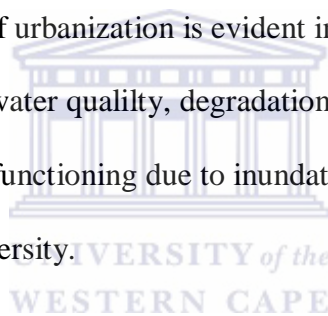 f urbanization is evident in
water qualilty, degradation
functioning due to inundat
ersity.
UNIVERSITY of the
WESTERN CAPE